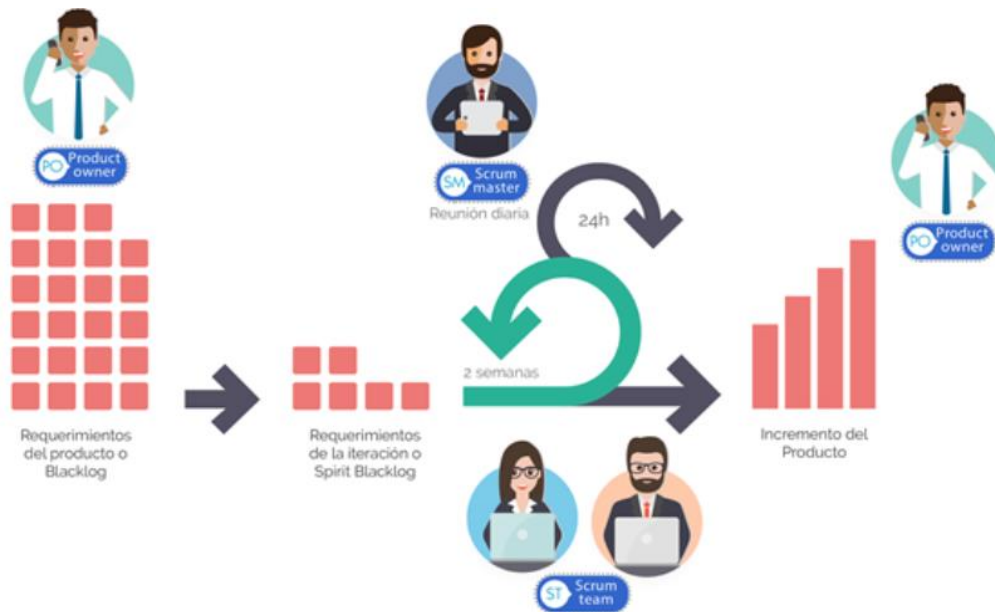 PO Product
owner
SM Scrum
master
Reunión diaria
24h
PO Product
owner
2 semanas
Requerimientos
del producto o
Blacklog
Requerimientos
de la iteración o
Spirit Blacklog
Incremento del
Producto
ST Scrum
team